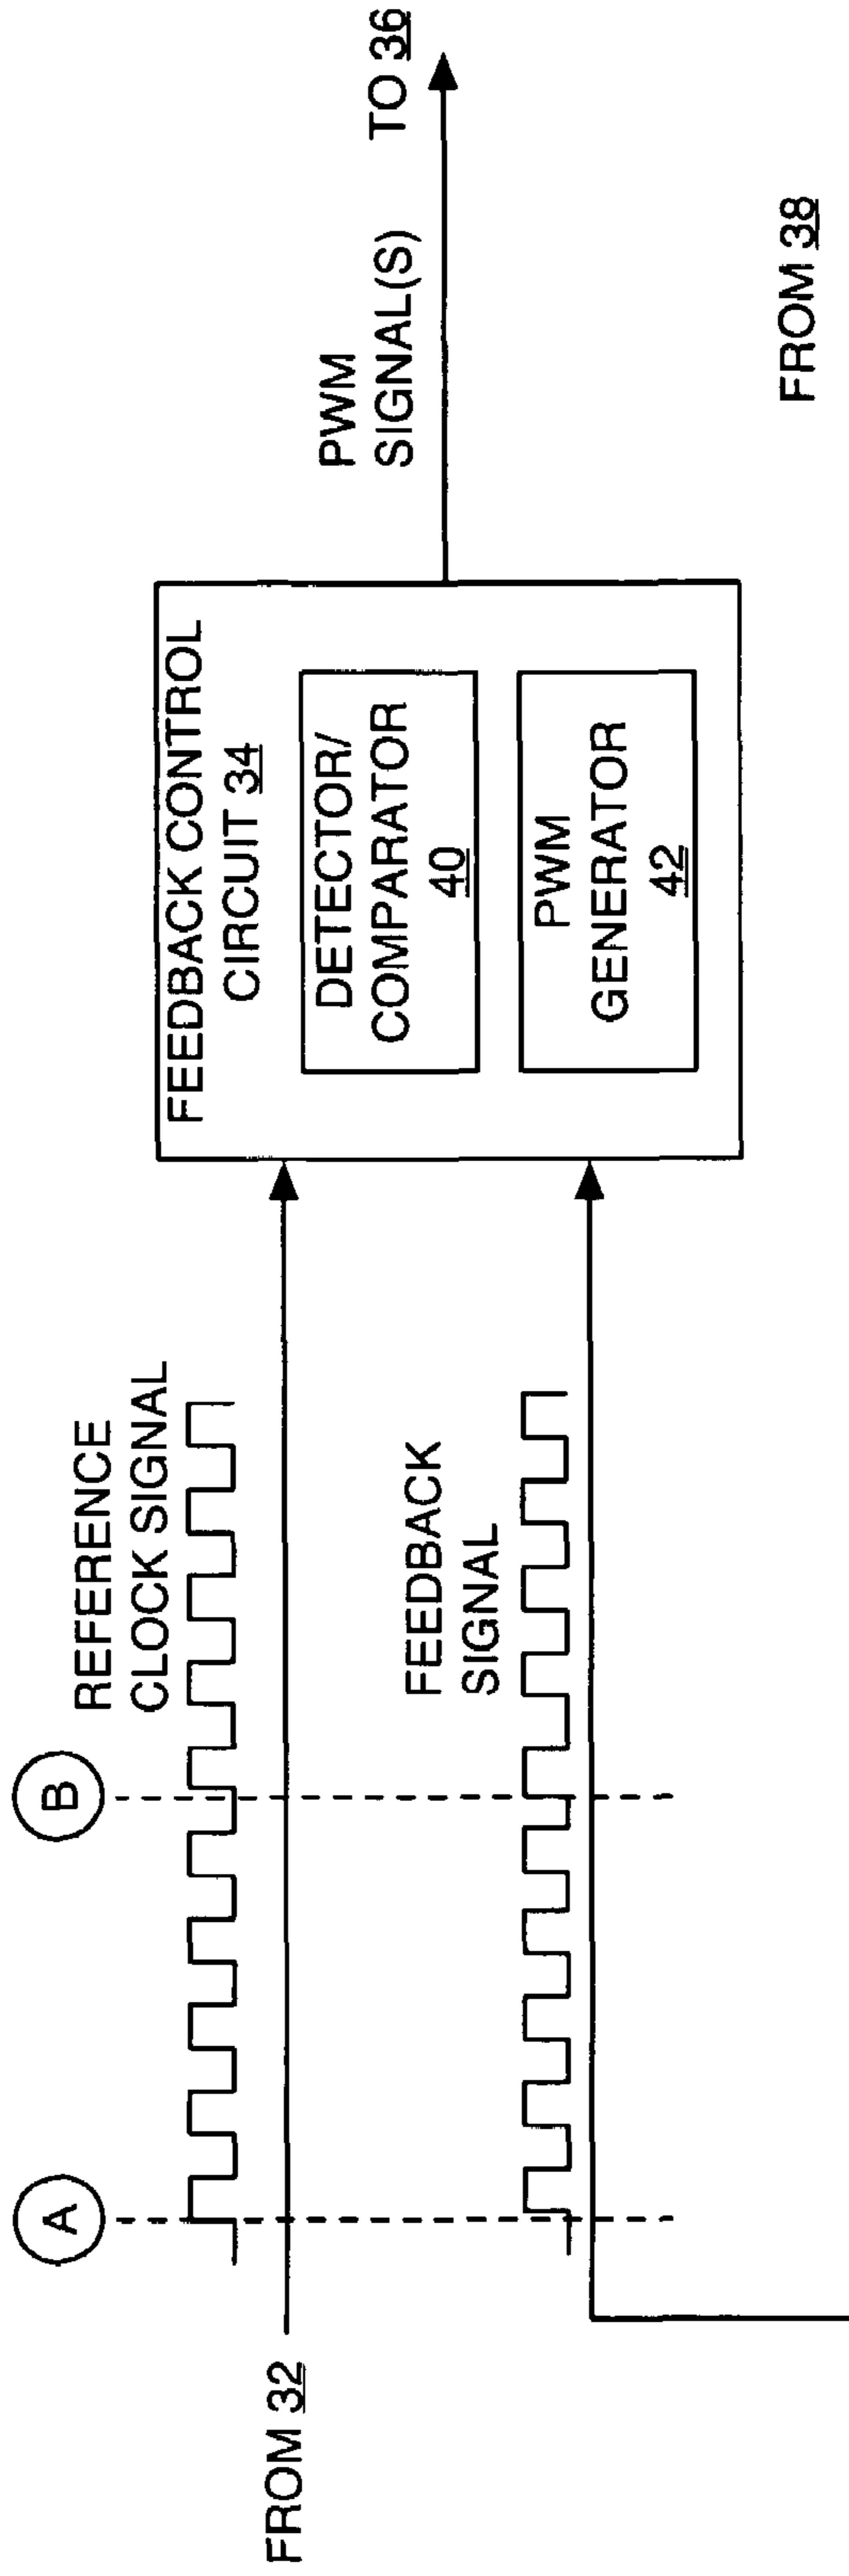 A
B
REFERENCE
CLOCK SIGNAL
FROM 32
FEEDBACK
SIGNAL
FEEDBACK CONTROL
CIRCUIT 34
DETECTOR/
COMPARATOR
40
PWM
GENERATOR
42
PWM
SIGNAL(S)
TO 36
FROM 38